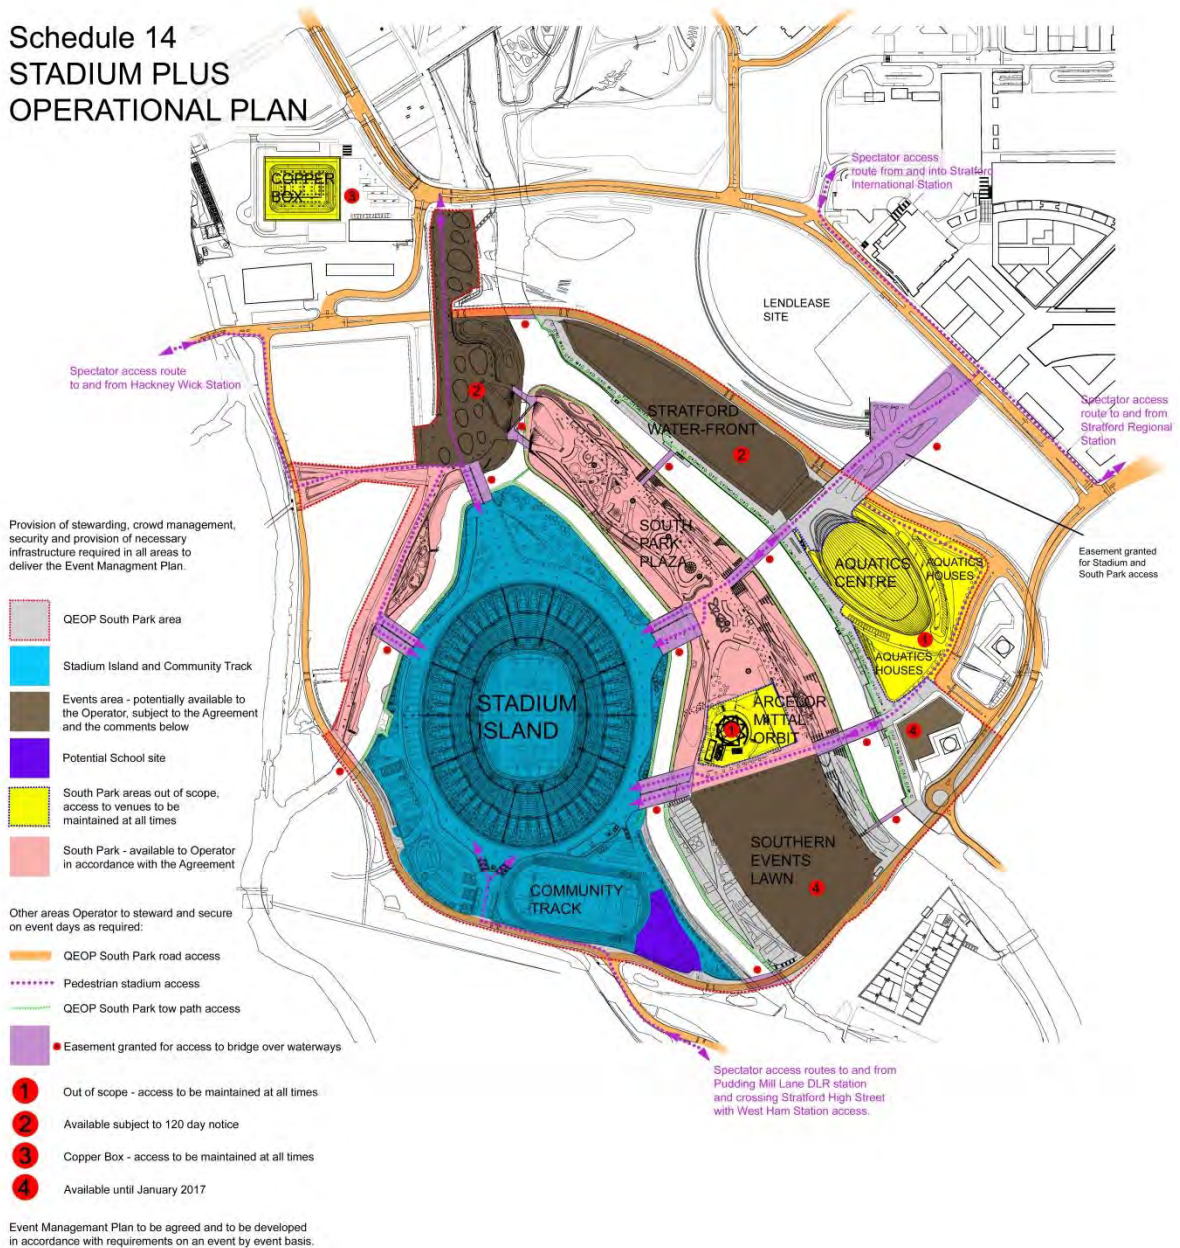 Schedule 14
STADIUM PLUS
OPERATIONAL PLAN
COPPER
BOX
3
Spectator access
route from and into Stratford
International Station
LENDLEASE
SITE
Spectator access route
to and from Hackney Wick Station
2
STRATFORD
WATER-FRONT
2
Spectator access
route to and from
Stratford Regional
Station
SOUTH
PARK
PLAZA
AQUATICS
CENTRE
AQUATICS
HOUSES
1
AQUATICS
HOUSES
Easement granted
for Stadium and
South Park access
STADIUM
ISLAND
ARCELOR
MITTAL
ORBIT
1
4
SOUTHERN
EVENTS
LAWN
4
COMMUNITY
TRACK
Spectator access routes to and from
Pudding Mill Lane DLR station
and crossing Stratford High Street
with West Ham Station access.
Provision of stewarding, crowd management,
security and provision of necessary
infrastructure required in all areas to
deliver the Event Managment Plan.
QEOP South Park area
Stadium Island and Community Track
Events area - potentially available to
the Operator, subject to the Agreement
and the comments below
Potential School site
South Park areas out of scope,
access to venues to be
maintained at all times
South Park - available to Operator
in accordance with the Agreement
Other areas Operator to steward and secure
on event days as required:
QEOP South Park road access
Pedestrian stadium access
QEOP South Park tow path access
Easement granted for access to bridge over waterways
1 Out of scope - access to be maintained at all times
2 Available subject to 120 day notice
3 Copper Box - access to be maintained at all times
4 Available until January 2017
Event Managemant Plan to be agreed and to be developed
in accordance with requirements on an event by event basis.